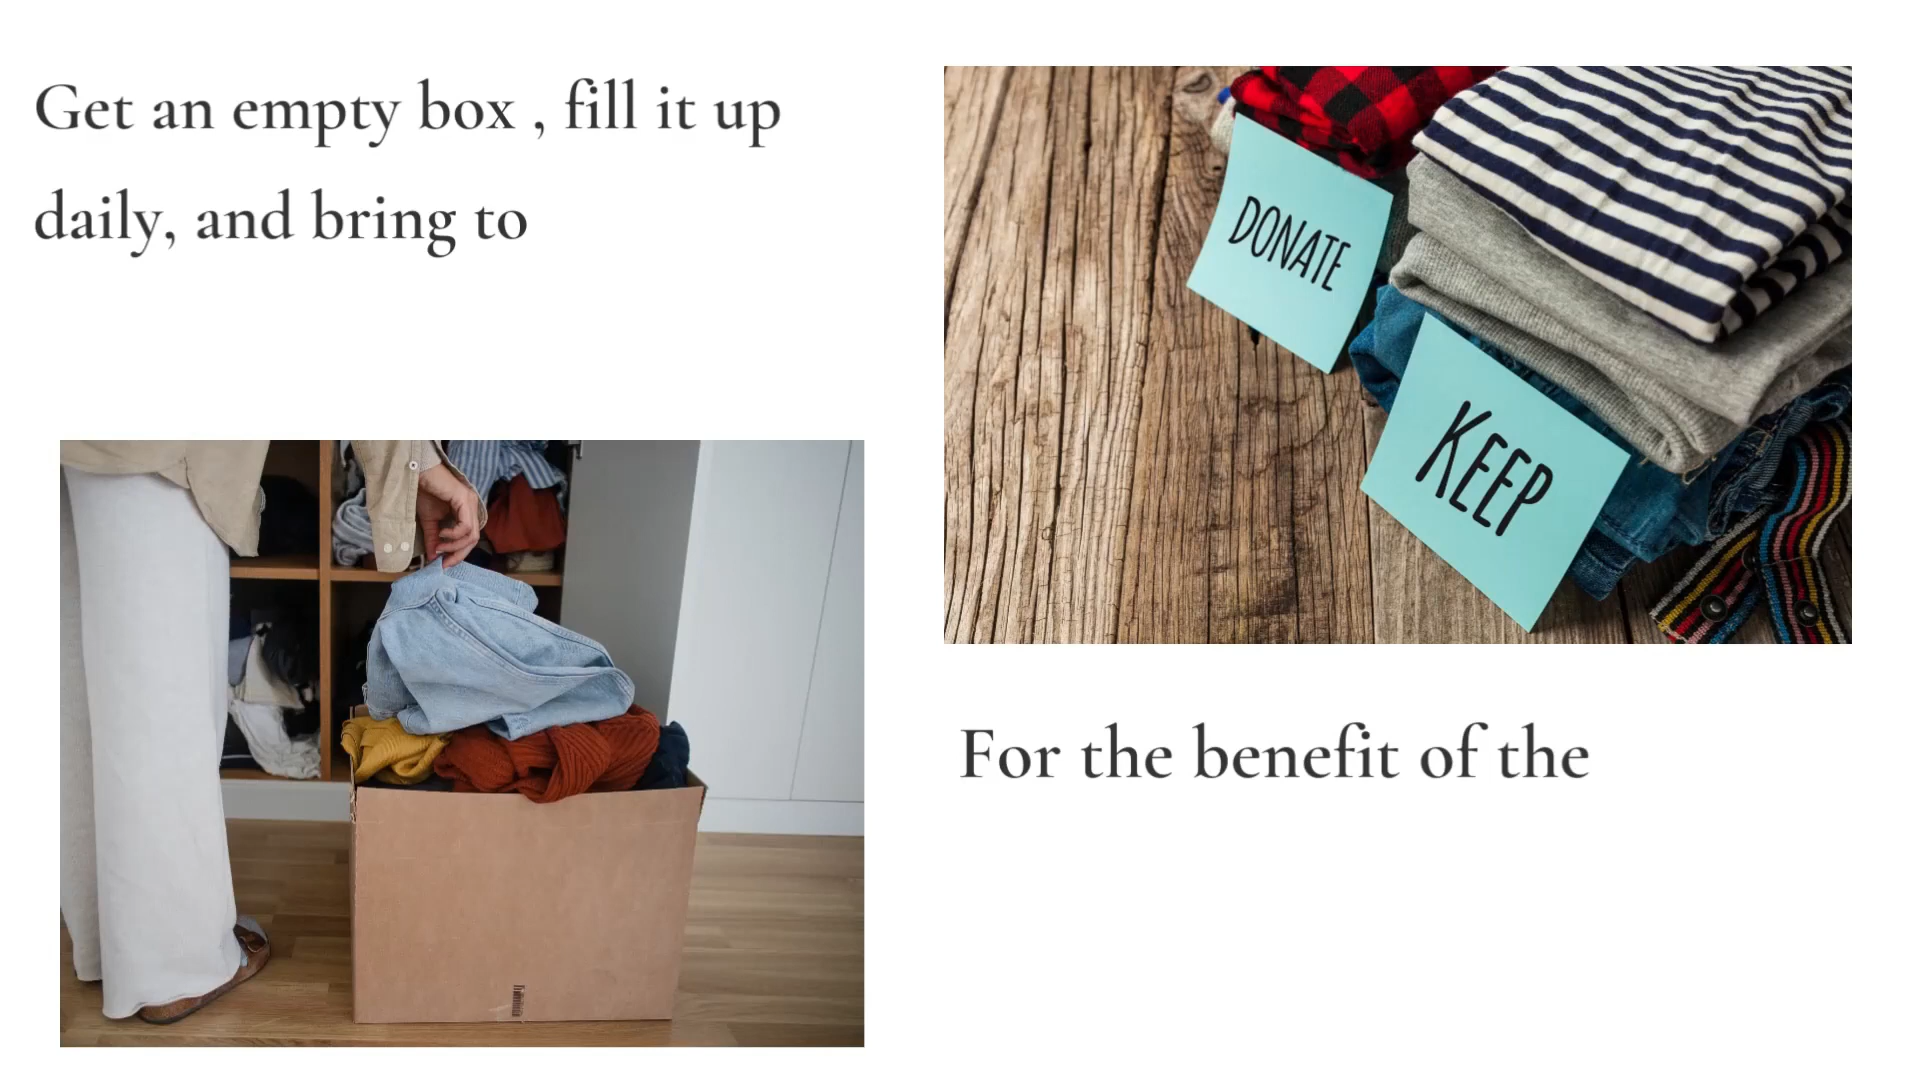 Get an empty box , fill it up
daily, and bring to
DONATE
KEEP
For the benefit of the